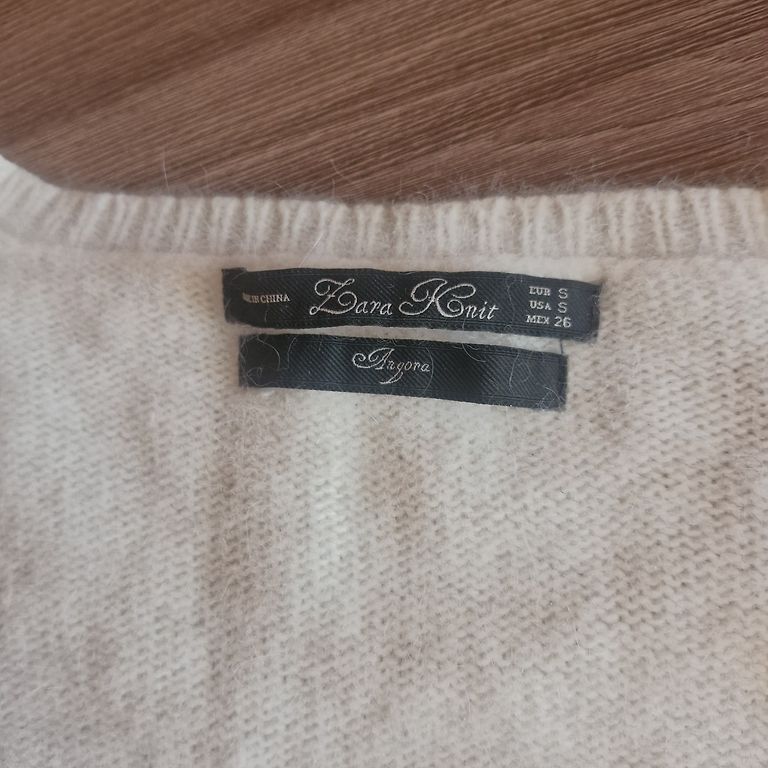 MADE IN CHINA
Zara Knit
EUR S
USA S
MEX 26
Angora